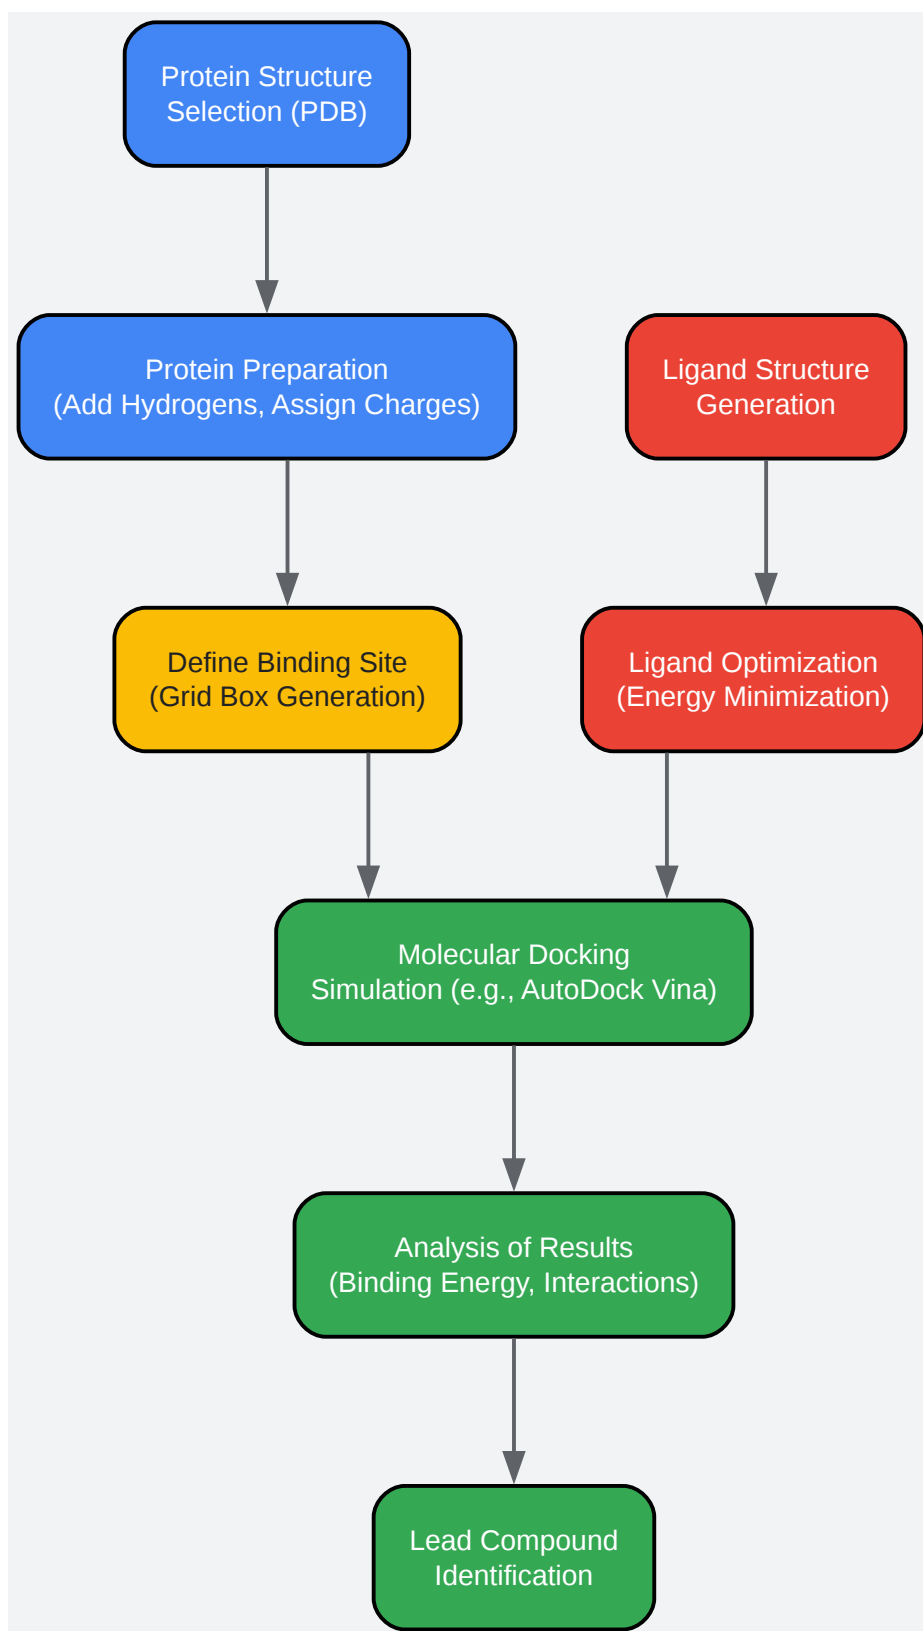 Protein Structure
Selection (PDB)
Protein Preparation
(Add Hydrogens, Assign Charges)
Ligand Structure
Generation
Define Binding Site
(Grid Box Generation)
Ligand Optimization
(Energy Minimization)
Molecular Docking
Simulation (e.g., AutoDock Vina)
Analysis of Results
(Binding Energy, Interactions)
Lead Compound
Identification